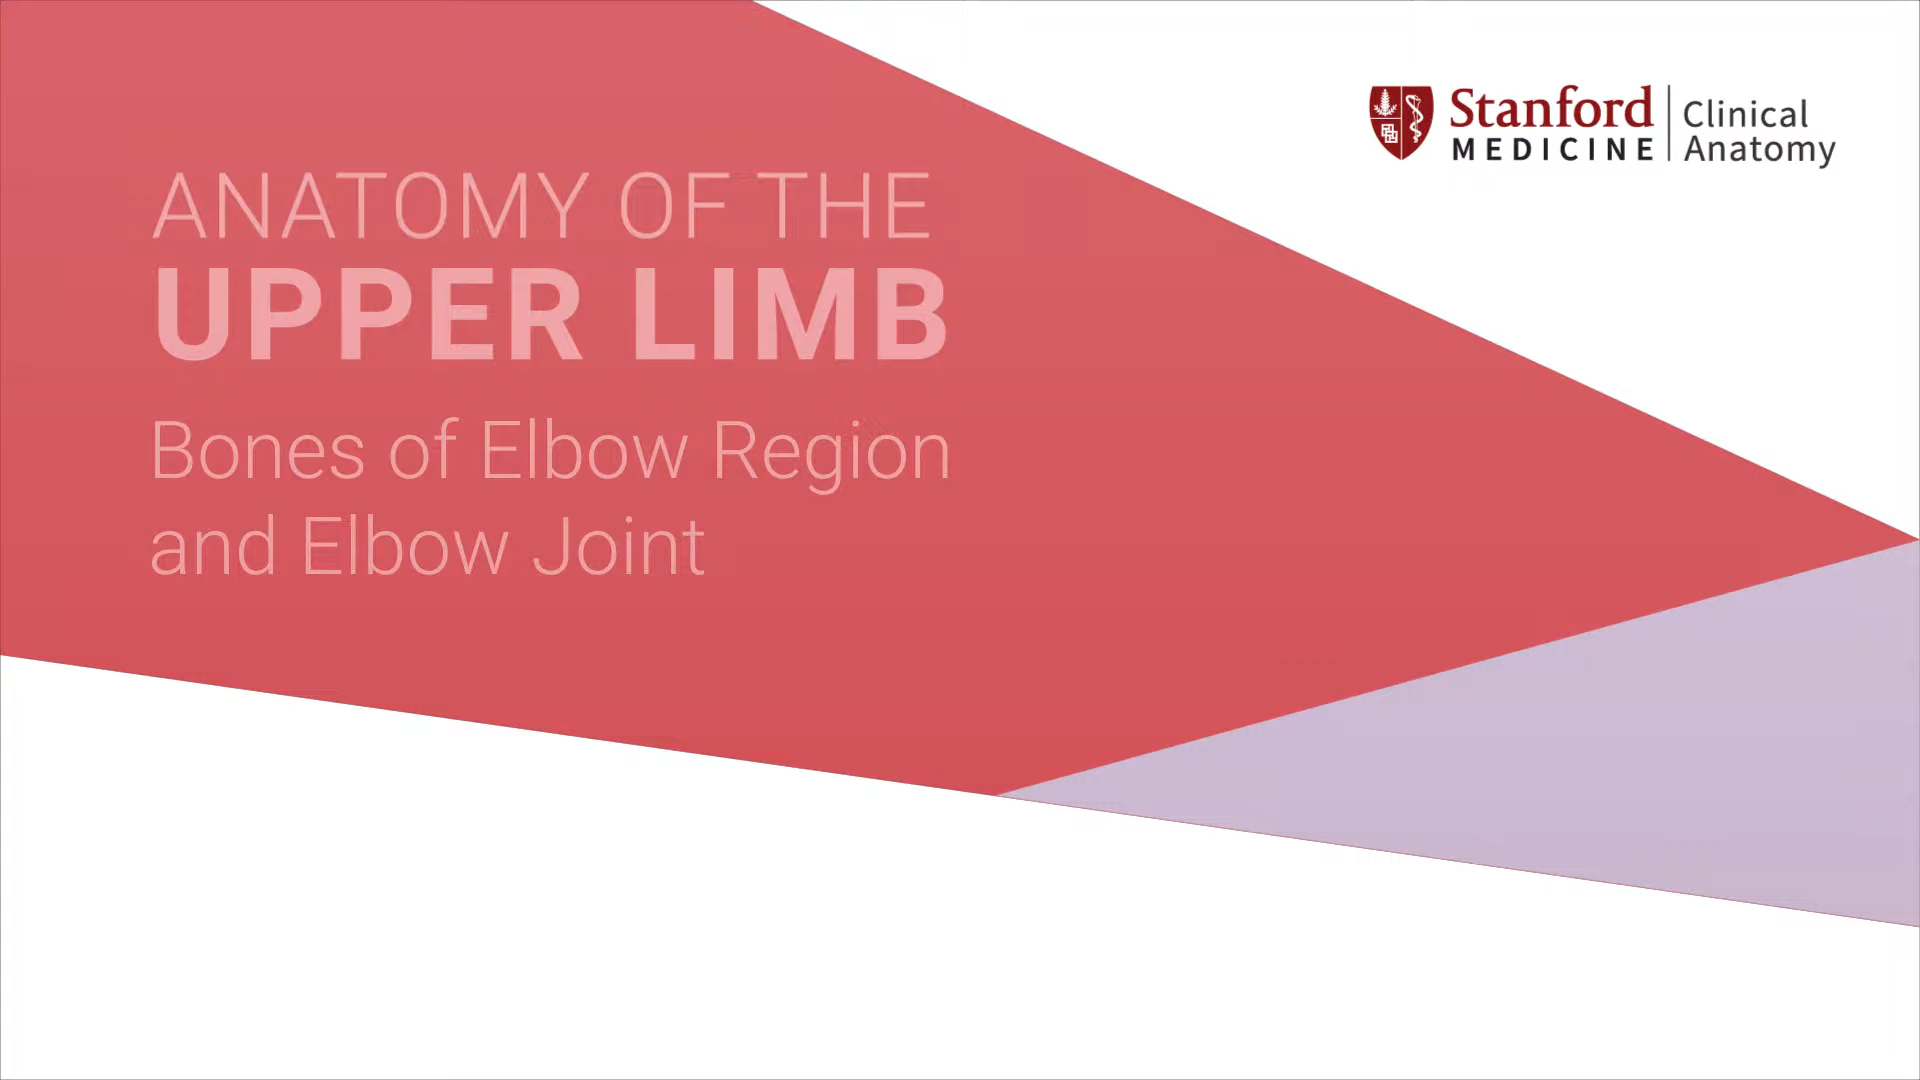 ANATOMY OF THE
UPPER LIMB
Bones of Elbow Region
and Elbow Joint
Stanford
MEDICINE
Clinical
Anatomy